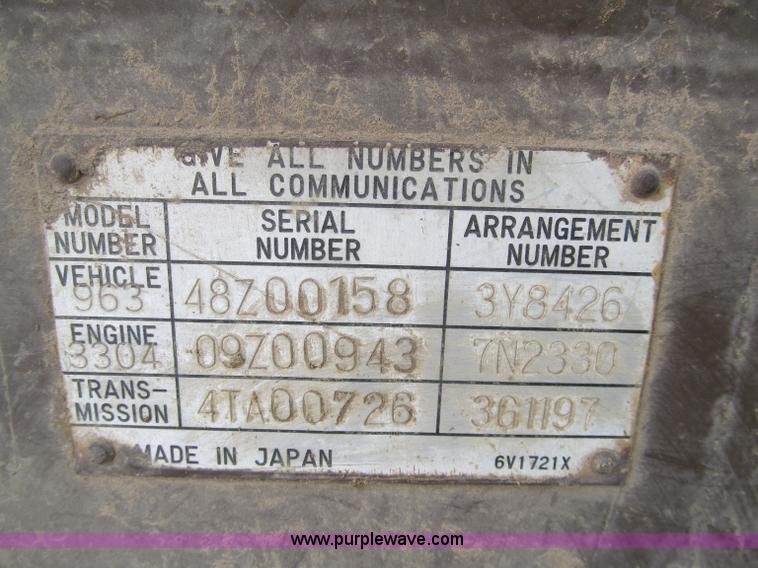 GIVE ALL NUMBERS IN
ALL COMMUNICATIONS
MODEL NUMBER SERIAL NUMBER ARRANGEMENT NUMBER
VEHICLE 963 48Z00158 3Y8426
ENGINE 3304 09Z00943 7N2330
TRANS-MISSION 4TA00726 3G1197
MADE IN JAPAN 6V1721X
www.purplewave.com